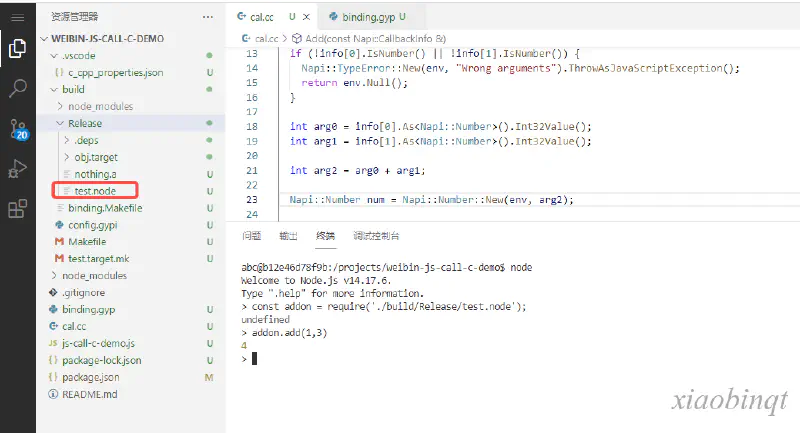 资源管理器
WEIBIN-JS-CALL-C-DEMO
.vscode
c_cpp_properties.json U
build
node_modules
Release
.deps
obj.target
nothing.a U
test.node U
binding.Makefile U
config.gypi U
Makefile U
test.target.mk U
node_modules
.gitignore
binding.gyp U
cal.cc U
js-call-c-demo.js U
package-lock.json U
package.json M
README.md
20
cal.cc U
binding.gyp U
cal.cc > Add(const Napi::CallbackInfo &)
13 if (!info[0].IsNumber() || !info[1].IsNumber()) {
14 Napi::TypeError::New(env, "Wrong arguments").ThrowAsJavaScriptException();
15 return env.Null();
16 }
17
18 int arg0 = info[0].As<Napi::Number>().Int32Value();
19 int arg1 = info[1].As<Napi::Number>().Int32Value();
20
21 int arg2 = arg0 + arg1;
22
23 Napi::Number num = Napi::Number::New(env, arg2);
24
问题 输出 终端 调试控制台
abc@b12e46d78f9b:/projects/weibin-js-call-c-demo$ node
Welcome to Node.js v14.17.6.
Type ".help" for more information.
> const addon = require('./build/Release/test.node');
undefined
> addon.add(1,3)
4
>
xiaobinqt